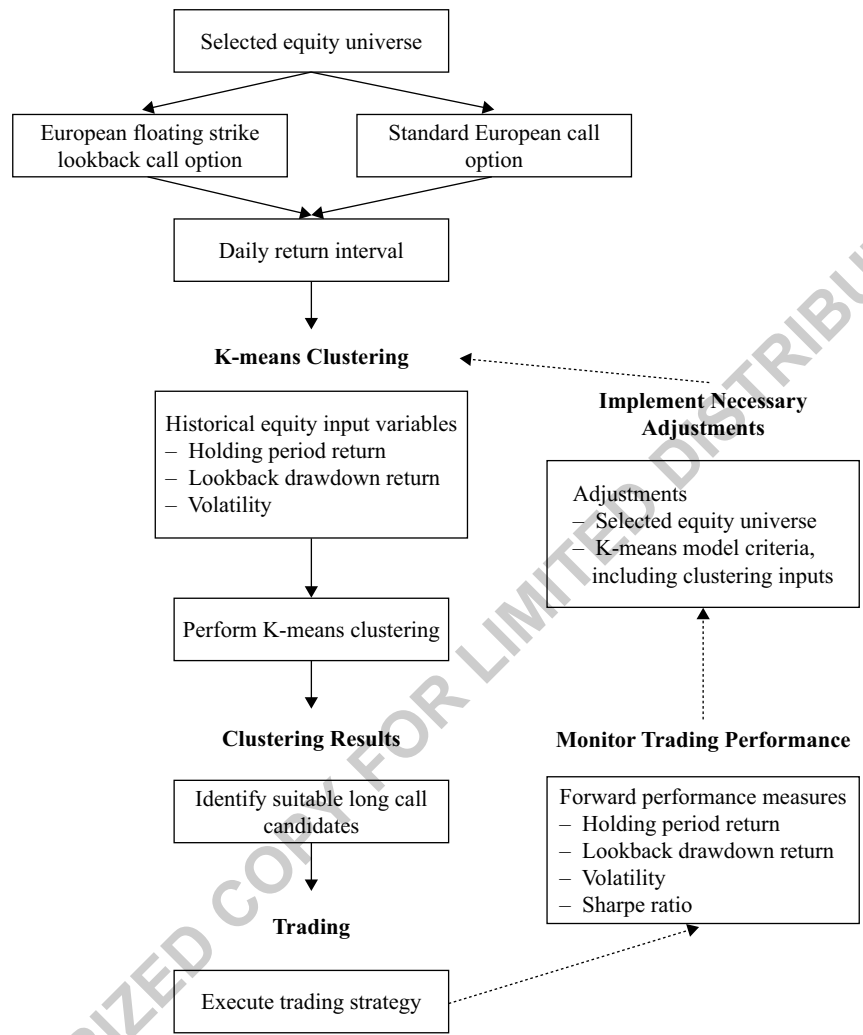 Selected equity universe
European floating strike
lookback call option
Standard European call
option
Daily return interval
K-means Clustering
Historical equity input variables
– Holding period return
– Lookback drawdown return
– Volatility
Perform K-means clustering
Clustering Results
Identify suitable long call
candidates
Trading
Execute trading strategy
Implement Necessary
Adjustments
Adjustments
– Selected equity universe
– K-means model criteria,
including clustering inputs
Monitor Trading Performance
Forward performance measures
– Holding period return
– Lookback drawdown return
– Volatility
– Sharpe ratio
COPY FOR LIMITED